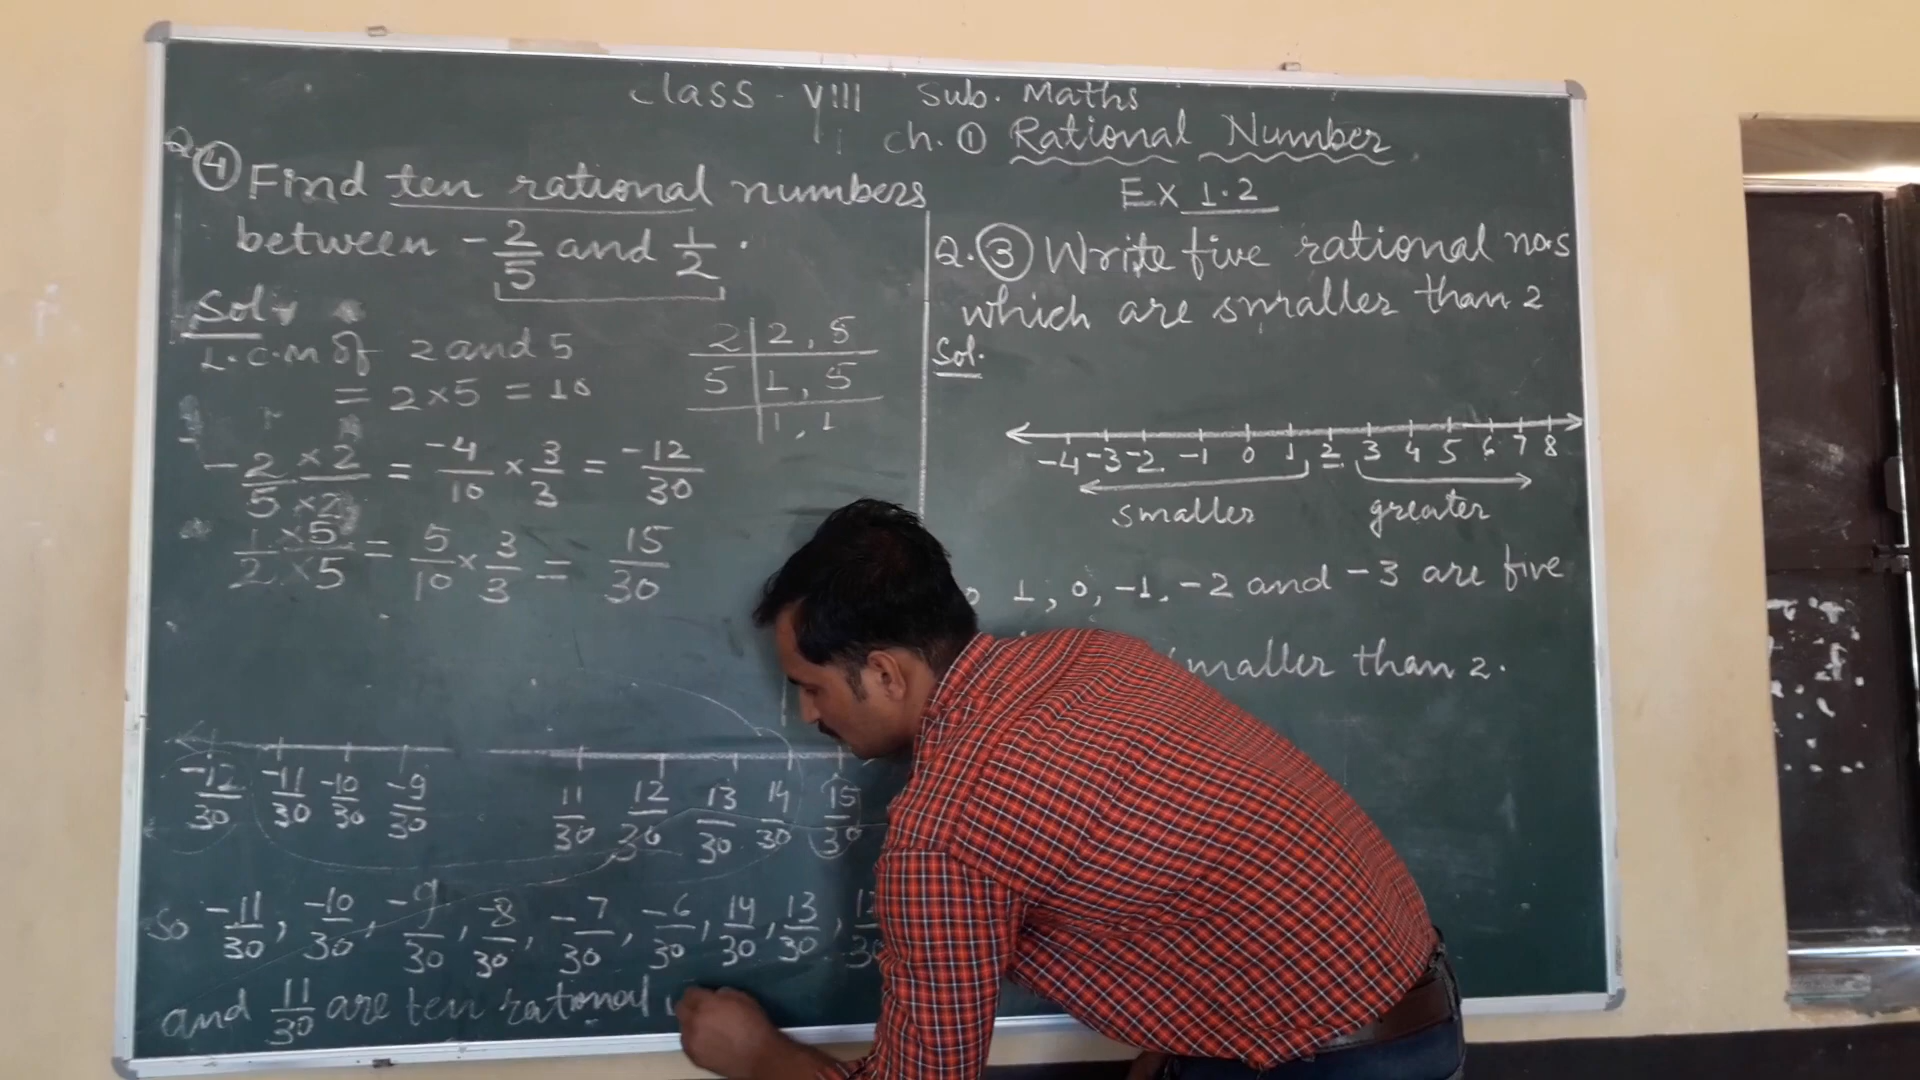 Class - VIII Sub. Maths
Ch. ① Rational Number
Q. ④ Find ten rational numbers
between -2/5 and 1/2 .
Sol.
L.C.M of 2 and 5
= 2×5 = 10
2 | 2, 5
5 | 1, 5
1, 1
-2/5 ×2/×2 = -4/10 × 3/3 = -12/30
1/2 ×5/×5 = 5/10 × 3/3 = 15/30
-12/30 -11/30 -10/30 -9/30 11/30 12/30 13/30 14/30 15/30
So -11/30, -10/30, -9/30, -8/30, -7/30, -6/30, 14/30, 13/30,
and 11/30 are ten rational
EX 1.2
Q. ③ Write five rational no.s
which are smaller than 2
Sol.
-4 -3 -2 -1 0 1 2 3 4 5 6 7 8
smaller greater
1, 0, -1, -2 and -3 are five
smaller than 2.